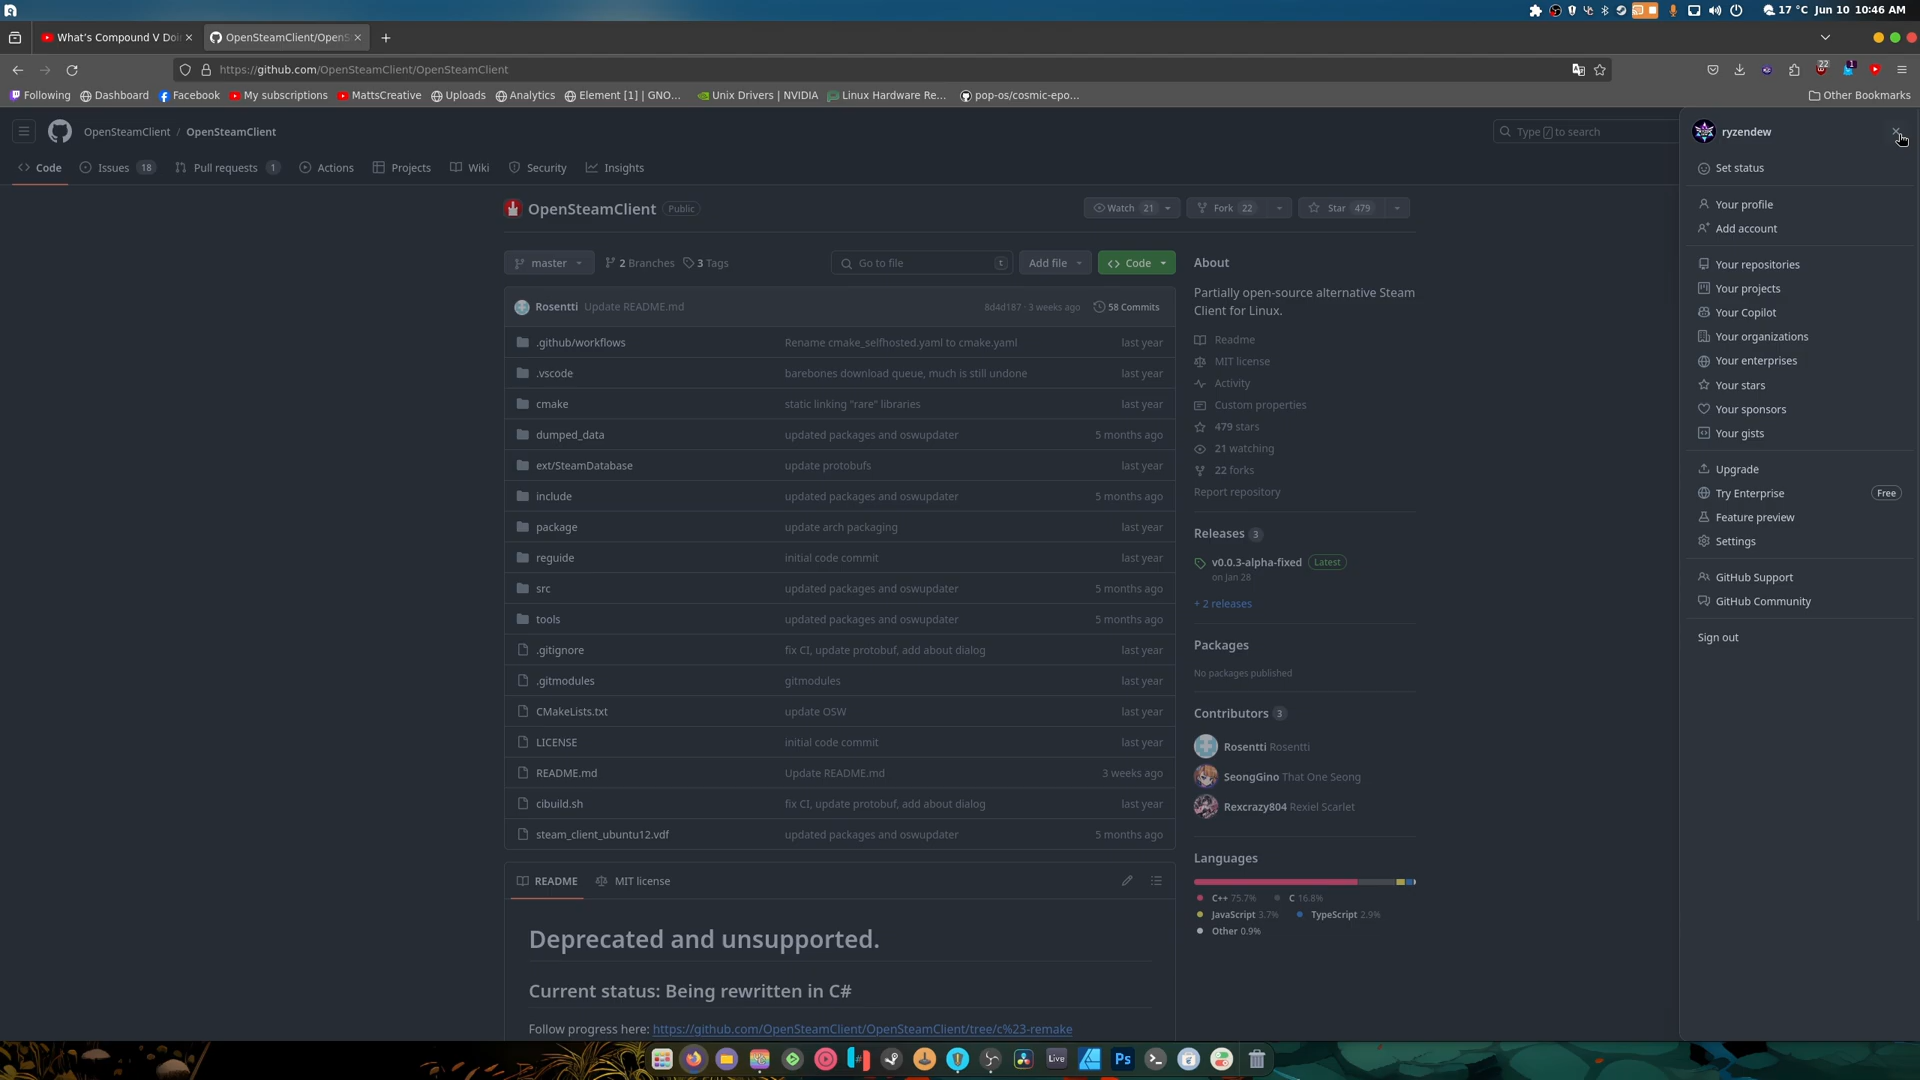 17 °C Jun 10 10:46 AM
What's Compound V Doi
OpenSteamClient/OpenS
https://github.com/OpenSteamClient/OpenSteamClient
22
1
Following
Dashboard
Facebook
My subscriptions
MattsCreative
Uploads
Analytics
Element [1] | GNO...
Unix Drivers | NVIDIA
Linux Hardware Re...
pop-os/cosmic-epo...
Other Bookmarks
OpenSteamClient / OpenSteamClient
Type / to search
ryzendew
Code
Issues 18
Pull requests 1
Actions
Projects
Wiki
Security
Insights
Set status
Your profile
Add account
Your repositories
Your projects
Your Copilot
Your organizations
Your enterprises
Your stars
Your sponsors
Your gists
Upgrade
Try Enterprise Free
Feature preview
Settings
GitHub Support
GitHub Community
Sign out
OpenSteamClient Public
Watch 21
Fork 22
Star 479
master
2 Branches
3 Tags
Go to file t
Add file
Code
Rosentti Update README.md 8d4d187 · 3 weeks ago 58 Commits
.github/workflows Rename cmake_selfhosted.yaml to cmake.yaml last year
.vscode barebones download queue, much is still undone last year
cmake static linking "rare" libraries last year
dumped_data updated packages and oswupdater 5 months ago
ext/SteamDatabase update protobufs last year
include updated packages and oswupdater 5 months ago
package update arch packaging last year
reguide initial code commit last year
src updated packages and oswupdater 5 months ago
tools updated packages and oswupdater 5 months ago
.gitignore fix CI, update protobuf, add about dialog last year
.gitmodules gitmodules last year
CMakeLists.txt update OSW last year
LICENSE initial code commit last year
README.md Update README.md 3 weeks ago
cibuild.sh fix CI, update protobuf, add about dialog last year
steam_client_ubuntu12.vdf updated packages and oswupdater 5 months ago
README
MIT license
Deprecated and unsupported.
Current status: Being rewritten in C#
Follow progress here: https://github.com/OpenSteamClient/OpenSteamClient/tree/c%23-remake
About
Partially open-source alternative Steam
Client for Linux.
Readme
MIT license
Activity
Custom properties
479 stars
21 watching
22 forks
Report repository
Releases 3
v0.0.3-alpha-fixed Latest
on Jan 28
+ 2 releases
Packages
No packages published
Contributors 3
Rosentti Rosentti
SeongGino That One Seong
Rexcrazy804 Rexiel Scarlet
Languages
C++ 75.7% C 16.8%
JavaScript 3.7% TypeScript 2.9%
Other 0.9%
Live
Ps